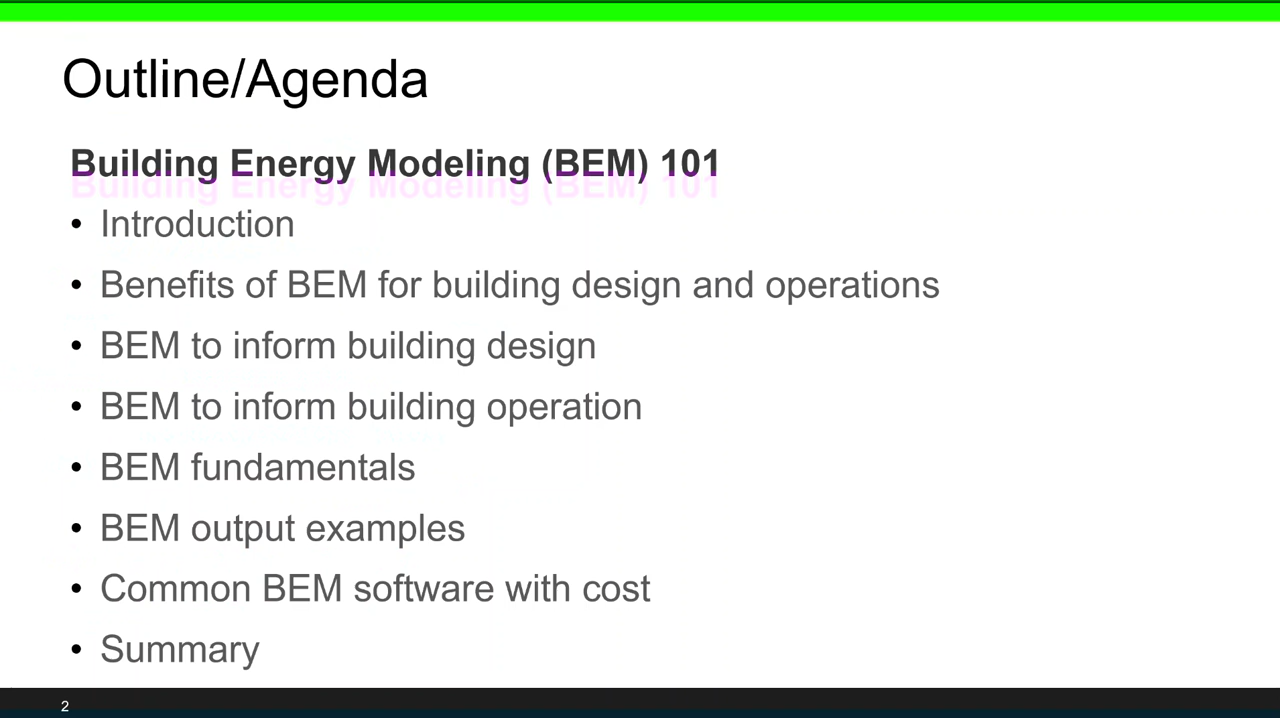 Outline/Agenda
Building Energy Modeling (BEM) 101
• Introduction
• Benefits of BEM for building design and operations
• BEM to inform building design
• BEM to inform building operation
• BEM fundamentals
• BEM output examples
• Common BEM software with cost
• Summary
2